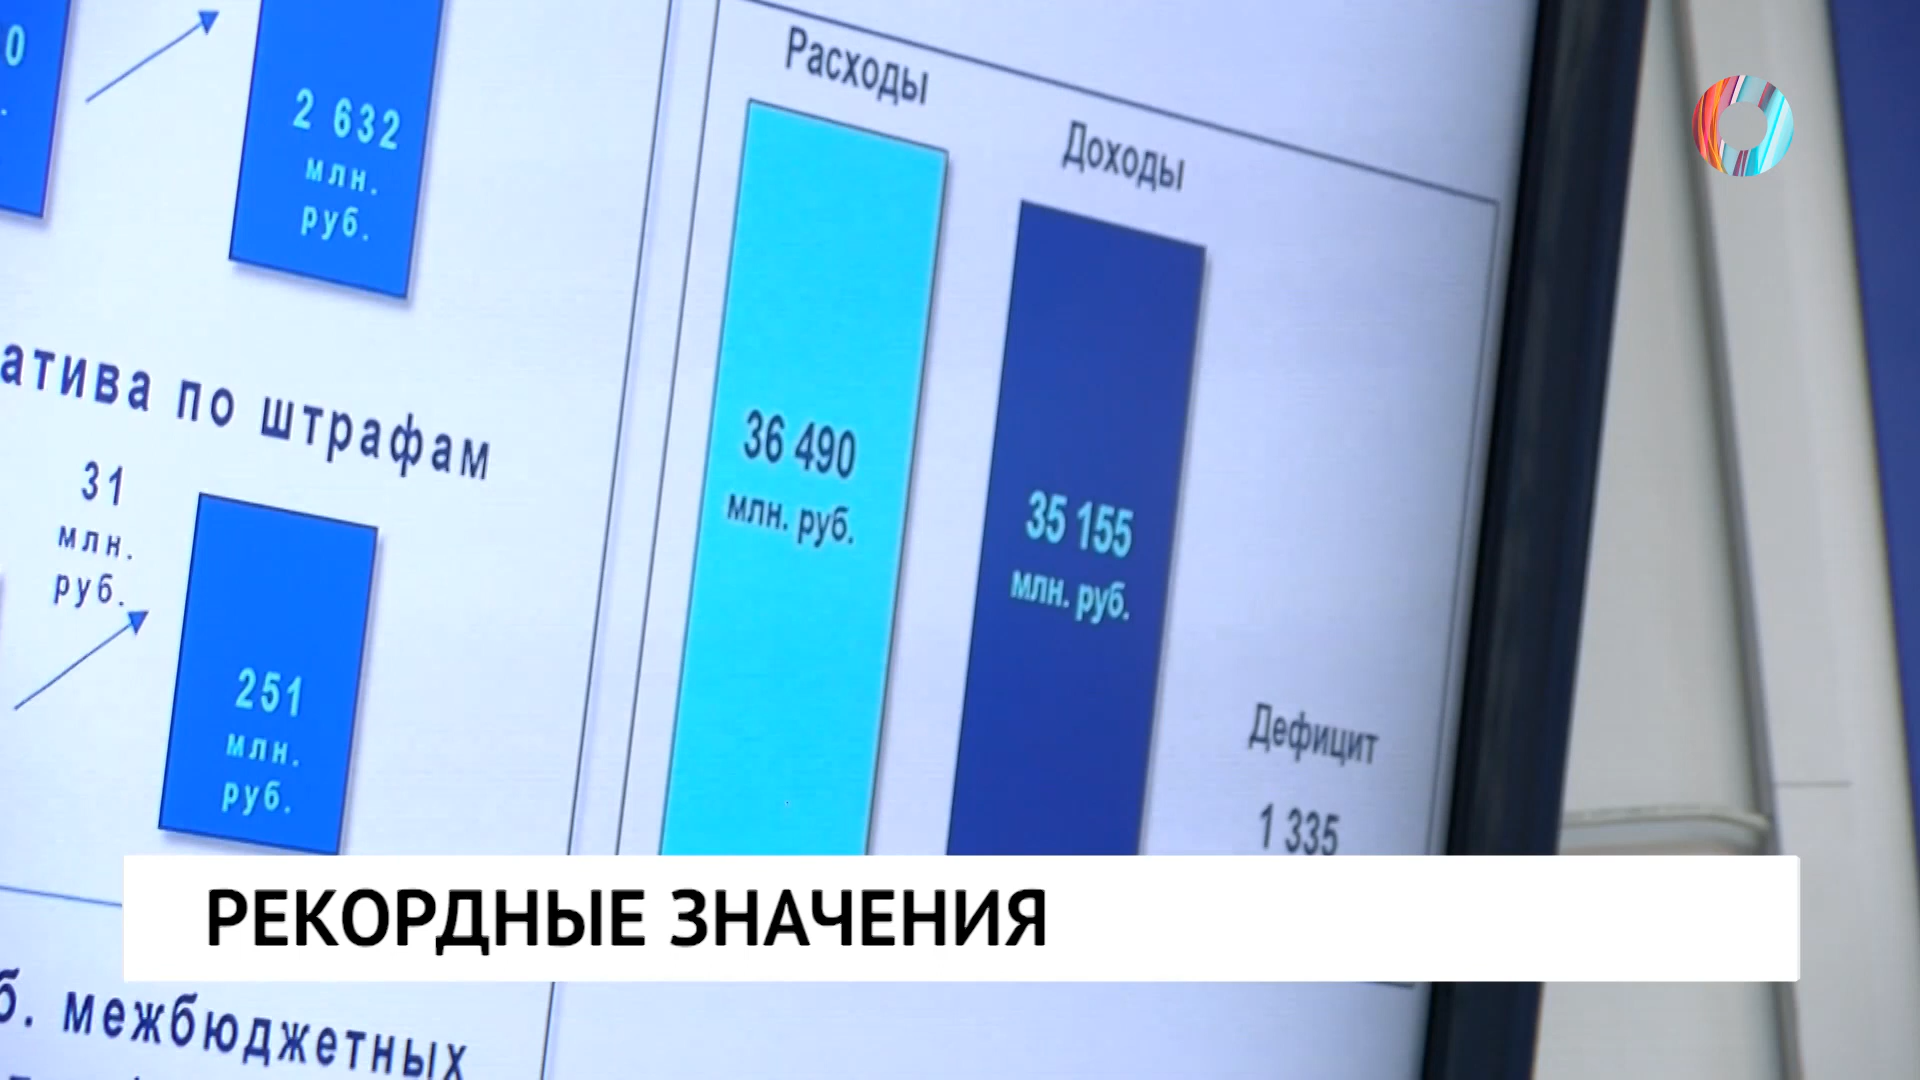 0
2 632
млн.
руб.
по штрафам
31
млн.
руб.
251
млн.
руб.
Расходы
36 490
млн. руб.
Доходы
35 155
млн. руб.
Дефицит
1 335
РЕКОРДНЫЕ ЗНАЧЕНИЯ
межбюджетных